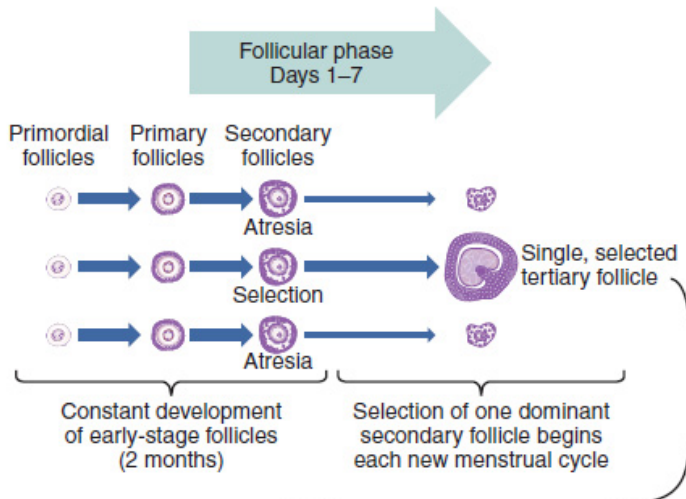 Follicular phase
Days 1–7
Primordial
follicles
Primary
follicles
Secondary
follicles
Atresia
Selection
Atresia
Single, selected
tertiary follicle
Constant development
of early-stage follicles
(2 months)
Selection of one dominant
secondary follicle begins
each new menstrual cycle